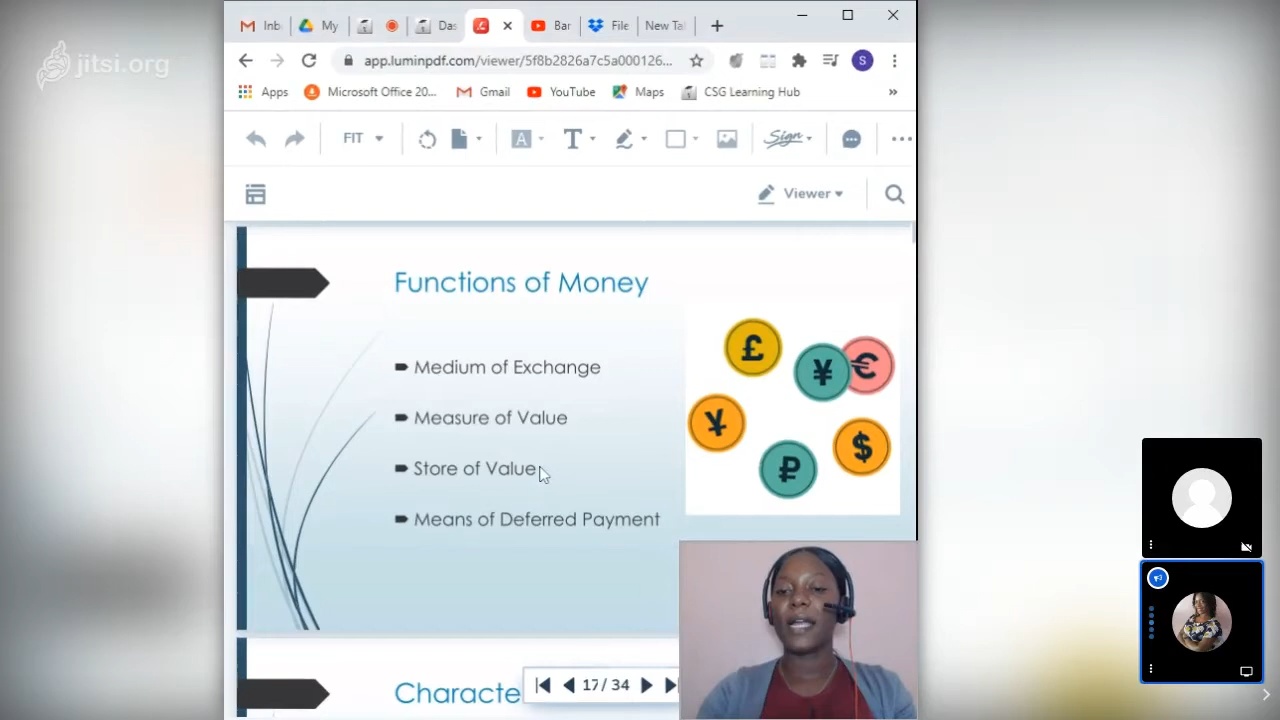 jitsi.org
Inb
My
Das
Bar
File
New Ta
app.luminpdf.com/viewer/5f8b2826a7c5a000126...
S
Apps
Microsoft Office 20...
Gmail
YouTube
Maps
CSG Learning Hub
»
FIT
A
T
Sign
Viewer
Functions of Money
Medium of Exchange
Measure of Value
Store of Value
Means of Deferred Payment
£
¥
€
¥
$
₽
Characte
17 / 34